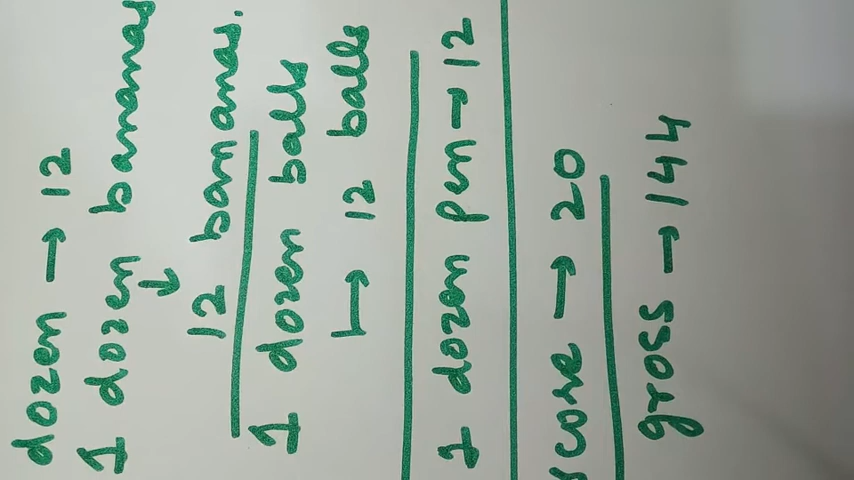 dozen → 12
1 dozen bananas
↓
12 bananas.
1 dozen balls
↳ 12 balls
1 dozen pen → 12
score → 20
gross → 144